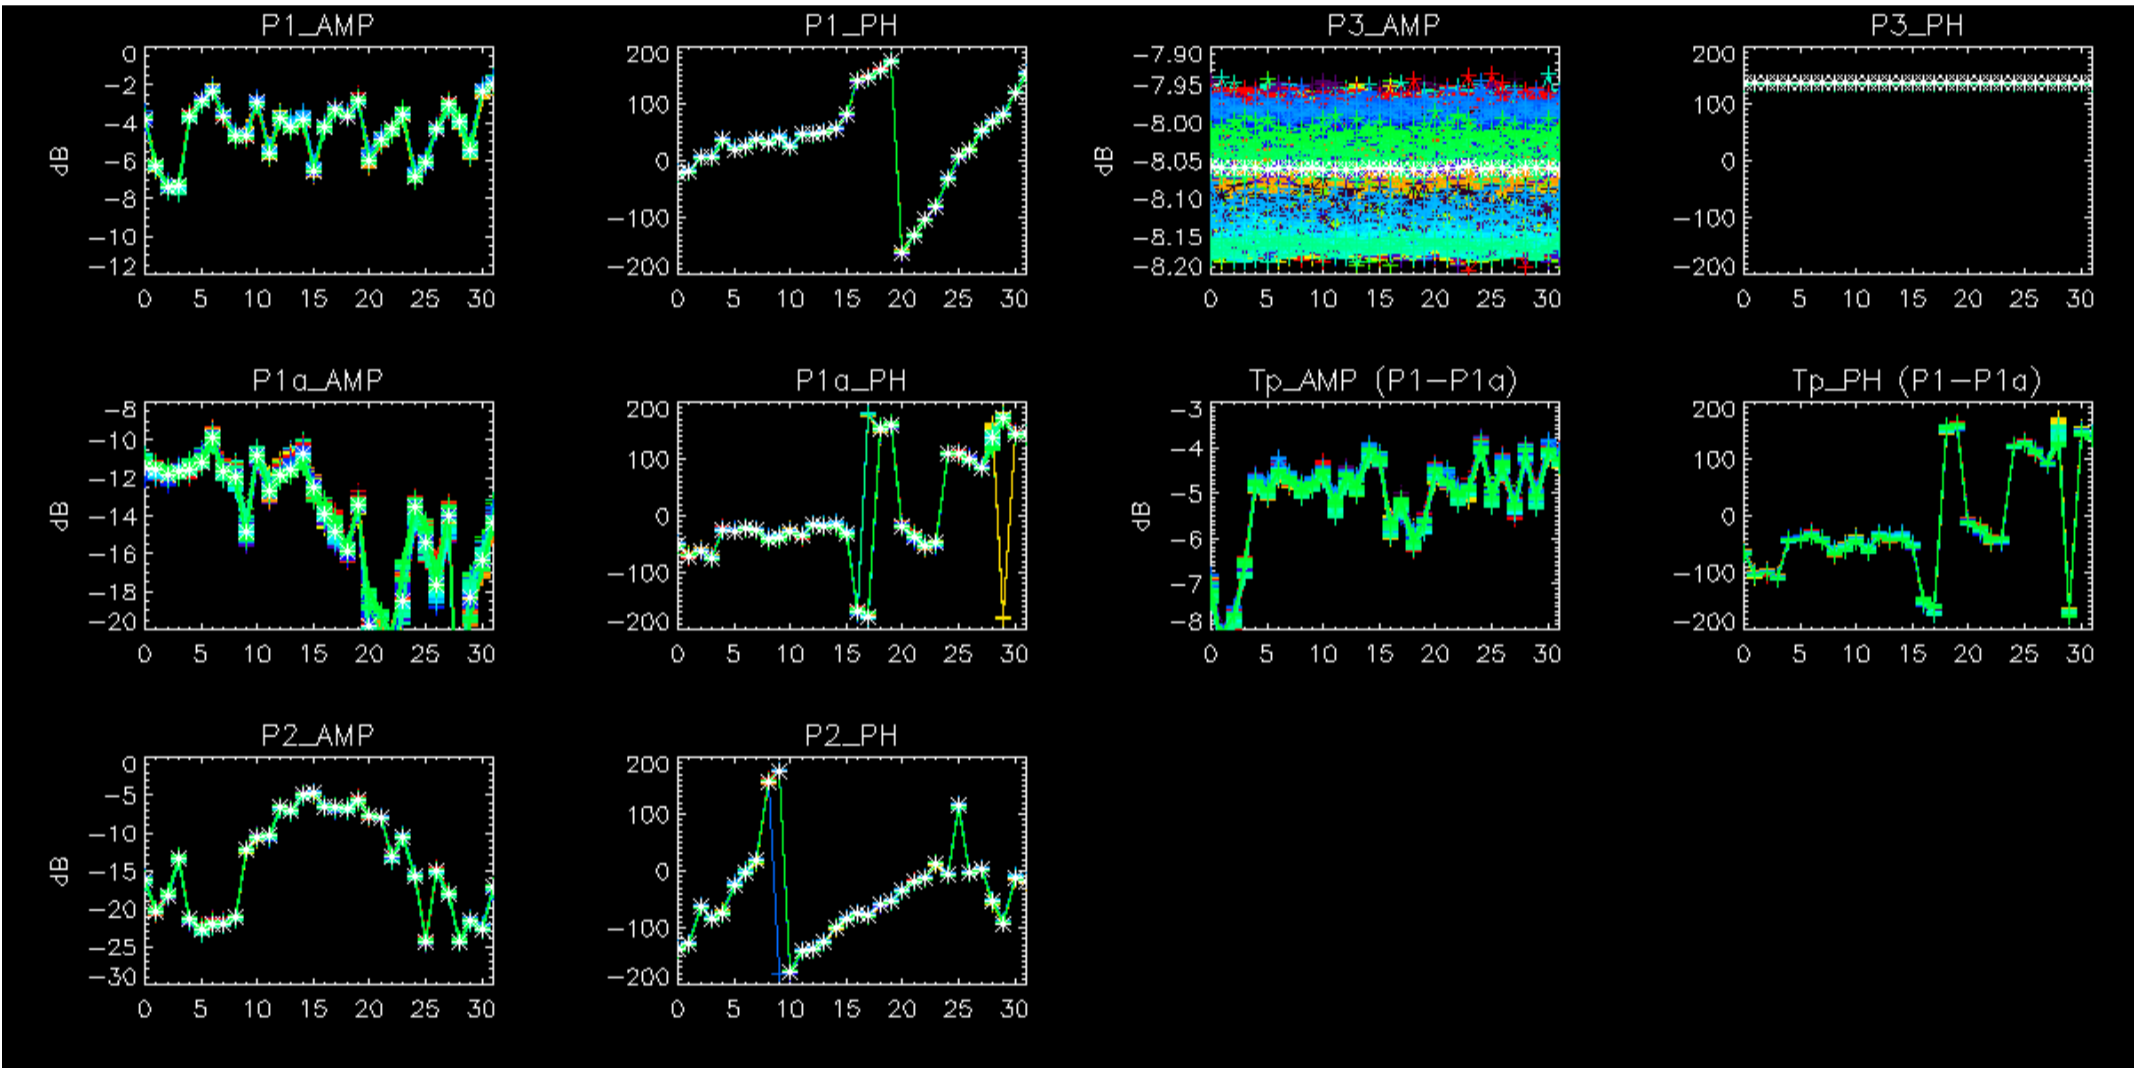 P1_AMP P1_PH P3_AMP P3_PH
0 200 -7.90 200
-2 -7.95
100 100
-4 -8.00
dB -6 0 dB -8.05 0
-8 -8.10
-100 -100
-10 -8.15
-12 -200 -8.20 -200
0 5 10 15 20 25 30 0 5 10 15 20 25 30 0 5 10 15 20 25 30 0 5 10 15 20 25 30
P1a_AMP P1a_PH Tp_AMP (P1-P1a) Tp_PH (P1-P1a)
-8 200 -3 200
-10 100 -4 100
-12
dB -14 0 dB -5 0
-16 -100 -6 -100
-18 -7
-20 -200 -8 -200
0 5 10 15 20 25 30 0 5 10 15 20 25 30 0 5 10 15 20 25 30 0 5 10 15 20 25 30
P2_AMP P2_PH
0 200
-5 100
-10
dB -15 0
-20 -100
-25
-30 -200
0 5 10 15 20 25 30 0 5 10 15 20 25 30